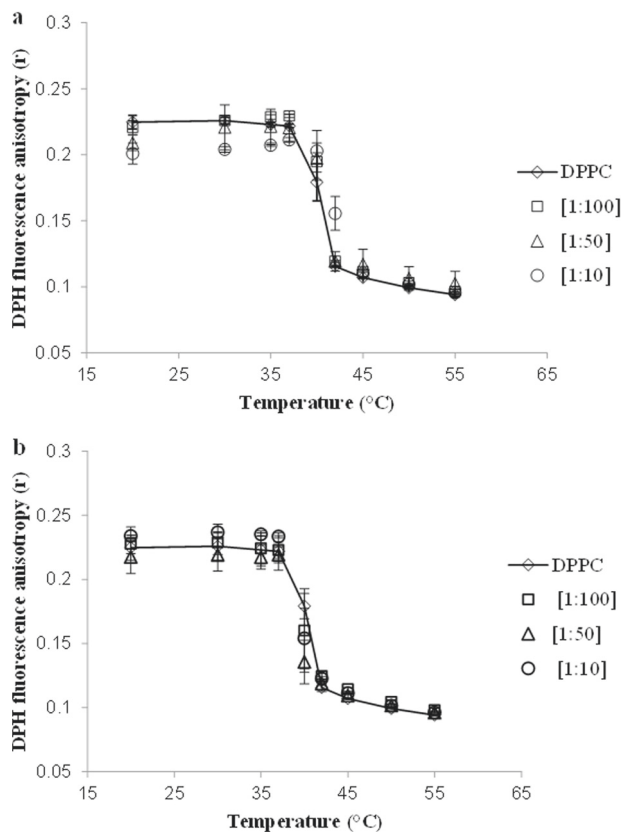 a
0.3
0.25
0.2
0.15
0.1
0.05
DPH fluorescence anisotropy (r)
15 25 35 45 55 65
Temperature (°C)
DPPC
[1:100]
[1:50]
[1:10]
b
0.3
0.25
0.2
0.15
0.1
0.05
DPH fluorescence anisotropy (r)
15 25 35 45 55 65
Temperature (°C)
DPPC
[1:100]
[1:50]
[1:10]